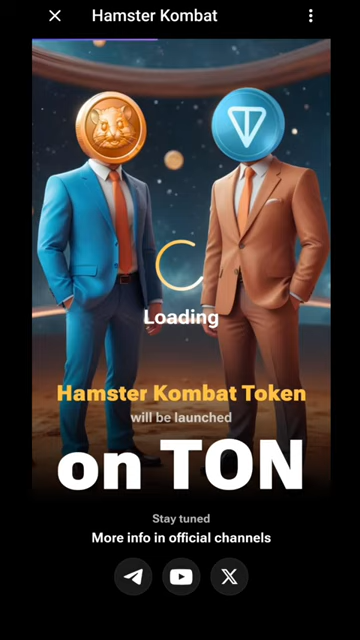 Hamster Kombat
Loading
Hamster Kombat Token
will be launched
on TON
Stay tuned
More info in official channels